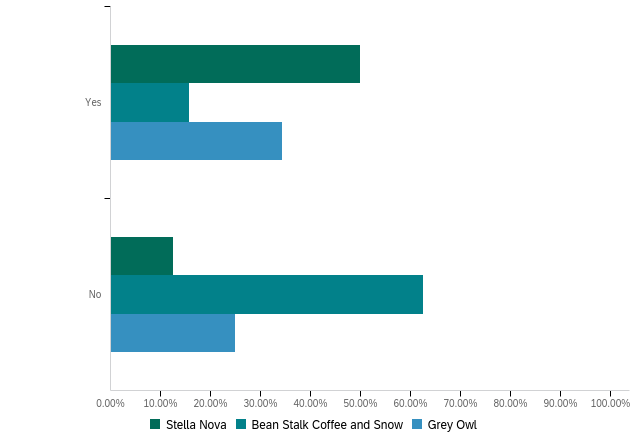 Yes
No
0.00% 10.00% 20.00% 30.00% 40.00% 50.00% 60.00% 70.00% 80.00% 90.00% 100.00%
Stella Nova Bean Stalk Coffee and Snow Grey Owl